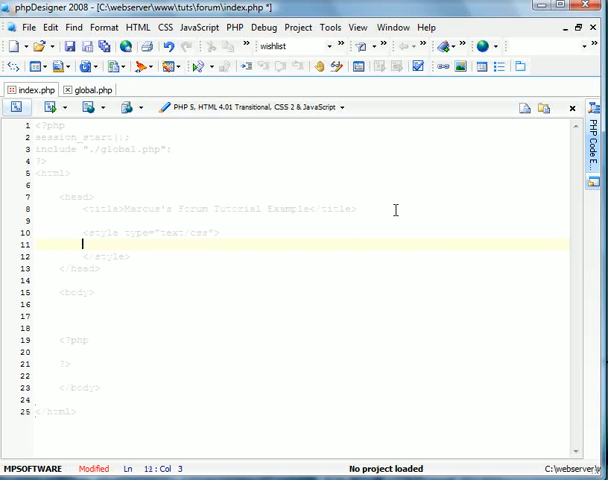 phpDesigner 2008 - [C:\webserver\www\tuts\forum\index.php *]
File Edit Find Format HTML CSS JavaScript PHP Debug Project Tools View Window Help
wishlist
index.php global.php
PHP 5, HTML 4.01 Transitional, CSS 2 & JavaScript
1 <?php
2 session_start();
3 include "./global.php";
4 ?>
5 <html>
6
7 <head>
8 <title>Marcus's Forum Tutorial Example</title>
9
10 <style type="text/css">
11
12 </style>
13 </head>
14
15 <body>
16
17
18
19 <?php
20
21 ?>
22
23 </body>
24
25 </html>
PHP Code E...
MPSOFTWARE Modified Ln 12 : Col 3 No project loaded C:\webserver\w